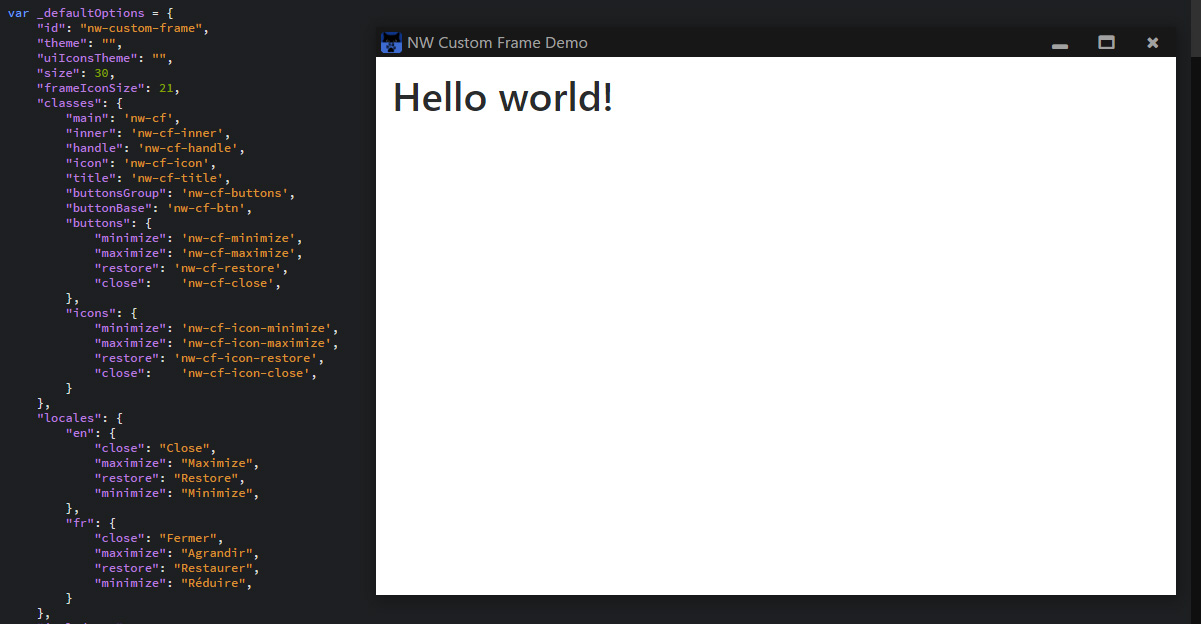 var _defaultOptions = {
    "id": "nw-custom-frame",
    "theme": "",
    "uiIconsTheme": "",
    "size": 30,
    "frameIconSize": 21,
    "classes": {
        "main": 'nw-cf',
        "inner": 'nw-cf-inner',
        "handle": 'nw-cf-handle',
        "icon": 'nw-cf-icon',
        "title": 'nw-cf-title',
        "buttonsGroup": 'nw-cf-buttons',
        "buttonBase": 'nw-cf-btn',
        "buttons": {
            "minimize": 'nw-cf-minimize',
            "maximize": 'nw-cf-maximize',
            "restore": 'nw-cf-restore',
            "close":    'nw-cf-close',
        },
        "icons": {
            "minimize": 'nw-cf-icon-minimize',
            "maximize": 'nw-cf-icon-maximize',
            "restore": 'nw-cf-icon-restore',
            "close":    'nw-cf-icon-close',
        }
    },
    "locales": {
        "en": {
            "close": "Close",
            "maximize": "Maximize",
            "restore": "Restore",
            "minimize": "Minimize",
        },
        "fr": {
            "close": "Fermer",
            "maximize": "Agrandir",
            "restore": "Restaurer",
            "minimize": "Réduire",
        }
    },
NW Custom Frame Demo
Hello world!